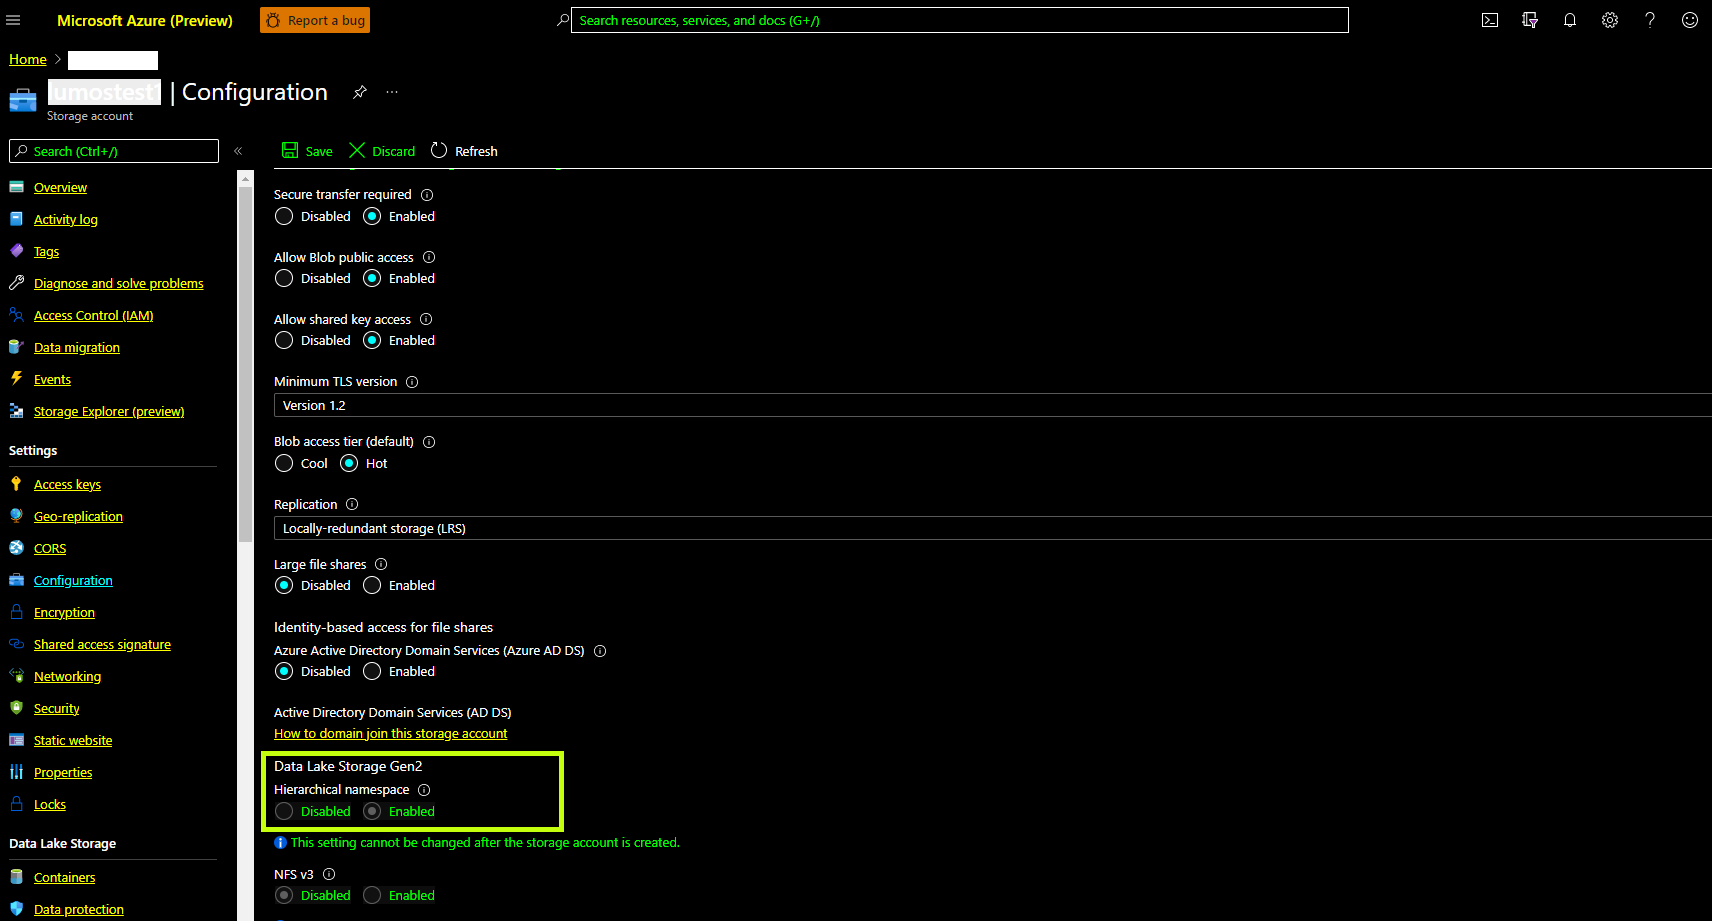 Microsoft Azure (Preview)
Report a bug
Search resources, services, and docs (G+/)
Home >
lumostest1 | Configuration
Storage account
Search (Ctrl+/)
Overview
Activity log
Tags
Diagnose and solve problems
Access Control (IAM)
Data migration
Events
Storage Explorer (preview)
Settings
Access keys
Geo-replication
CORS
Configuration
Encryption
Shared access signature
Networking
Security
Static website
Properties
Locks
Data Lake Storage
Containers
Data protection
Save Discard Refresh
Secure transfer required
Disabled Enabled
Allow Blob public access
Disabled Enabled
Allow shared key access
Disabled Enabled
Minimum TLS version
Version 1.2
Blob access tier (default)
Cool Hot
Replication
Locally-redundant storage (LRS)
Large file shares
Disabled Enabled
Identity-based access for file shares
Azure Active Directory Domain Services (Azure AD DS)
Disabled Enabled
Active Directory Domain Services (AD DS)
How to domain join this storage account
Data Lake Storage Gen2
Hierarchical namespace
Disabled Enabled
This setting cannot be changed after the storage account is created.
NFS v3
Disabled Enabled